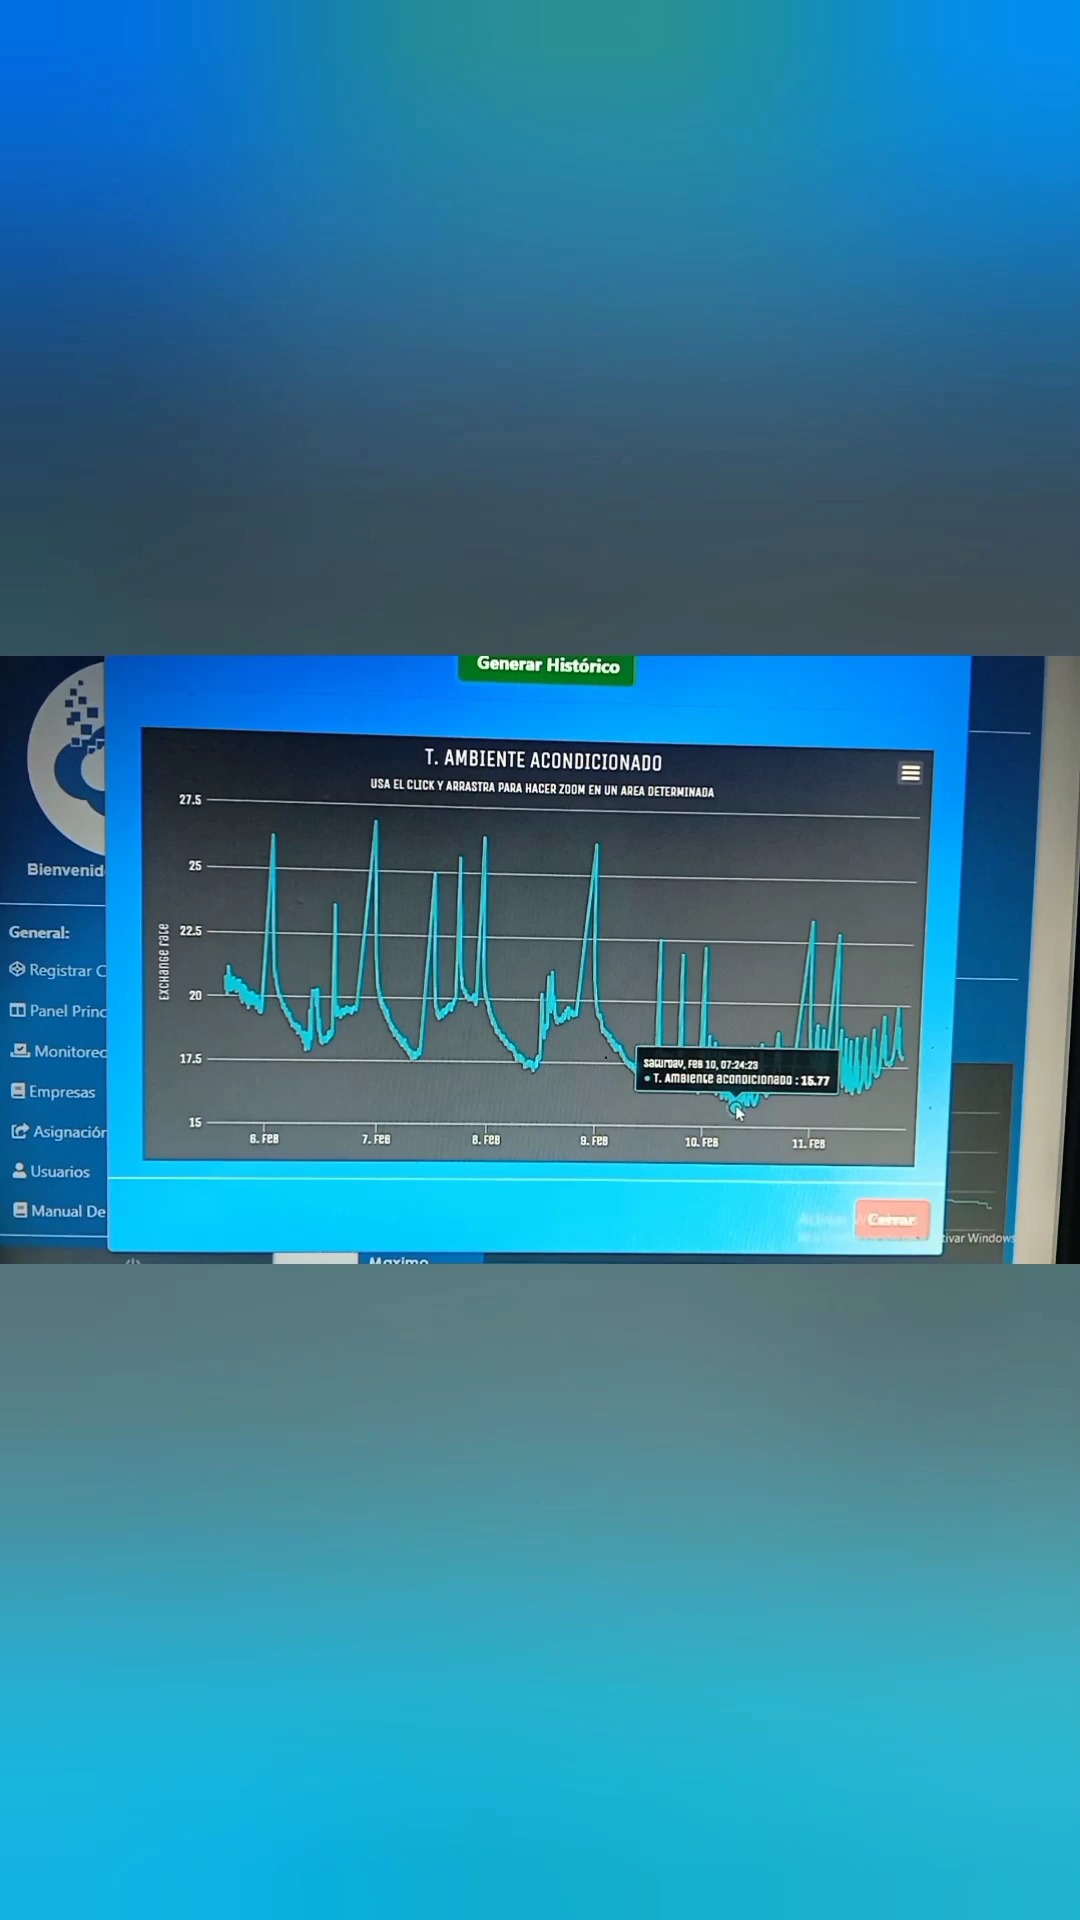 Generar Histórico
T. AMBIENTE ACONDICIONADO
USA EL CLICK Y ARRASTRA PARA HACER ZOOM EN UN AREA DETERMINADA
27.5
25
22.5
20
17.5
15
Exchange rate
6. Feb
7. Feb
8. Feb
9. Feb
10. Feb
11. Feb
Saturday, Feb 10, 07:24:23
T. Ambiente acondicionado : 15.77
Bienvenid
General:
Registrar C
Panel Princ
Monitoreo
Empresas
Asignación
Usuarios
Manual De
Cerrar
tivar Windows
Maximo